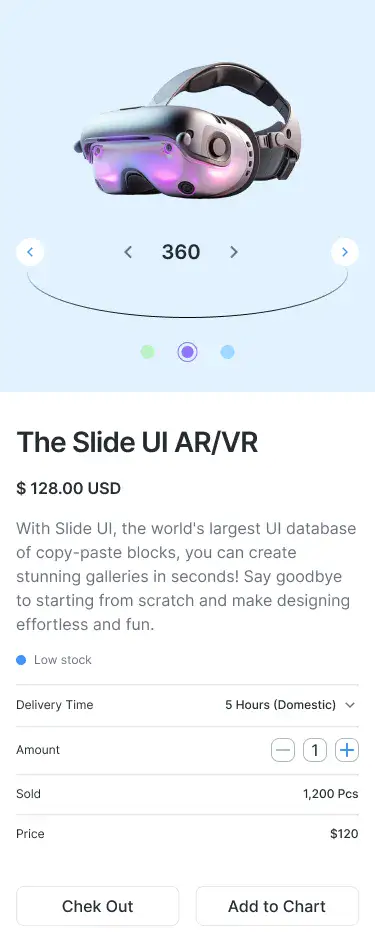 360
The Slide UI AR/VR
$ 128.00 USD
With Slide UI, the world's largest UI database
of copy-paste blocks, you can create
stunning galleries in seconds! Say goodbye
to starting from scratch and make designing
effortless and fun.
Low stock
Delivery Time 5 Hours (Domestic)
Amount 1
Sold 1,200 Pcs
Price $120
Chek Out Add to Chart